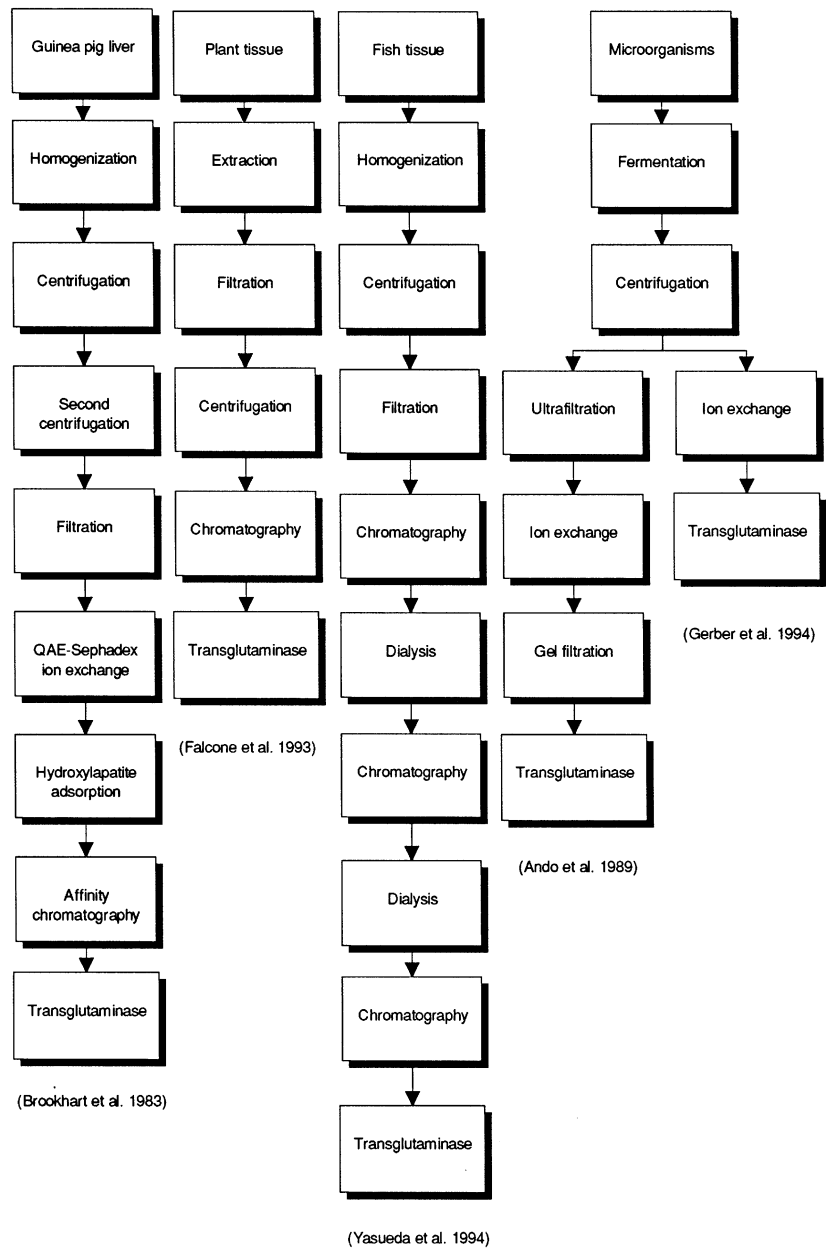 Guinea pig liver
Homogenization
Centrifugation
Second
centrifugation
Filtration
QAE-Sephadex
ion exchange
Hydroxylapatite
adsorption
Affinity
chromatography
Transglutaminase
(Brookhart et al. 1983)
Plant tissue
Extraction
Filtration
Centrifugation
Chromatography
Transglutaminase
(Falcone et al. 1993)
Fish tissue
Homogenization
Centrifugation
Filtration
Chromatography
Dialysis
Chromatography
Dialysis
Chromatography
Transglutaminase
(Yasueda et al. 1994)
Microorganisms
Fermentation
Centrifugation
Ultrafiltration
Ion exchange
Gel filtration
Transglutaminase
(Ando et al. 1989)
Ion exchange
Transglutaminase
(Gerber et al. 1994)